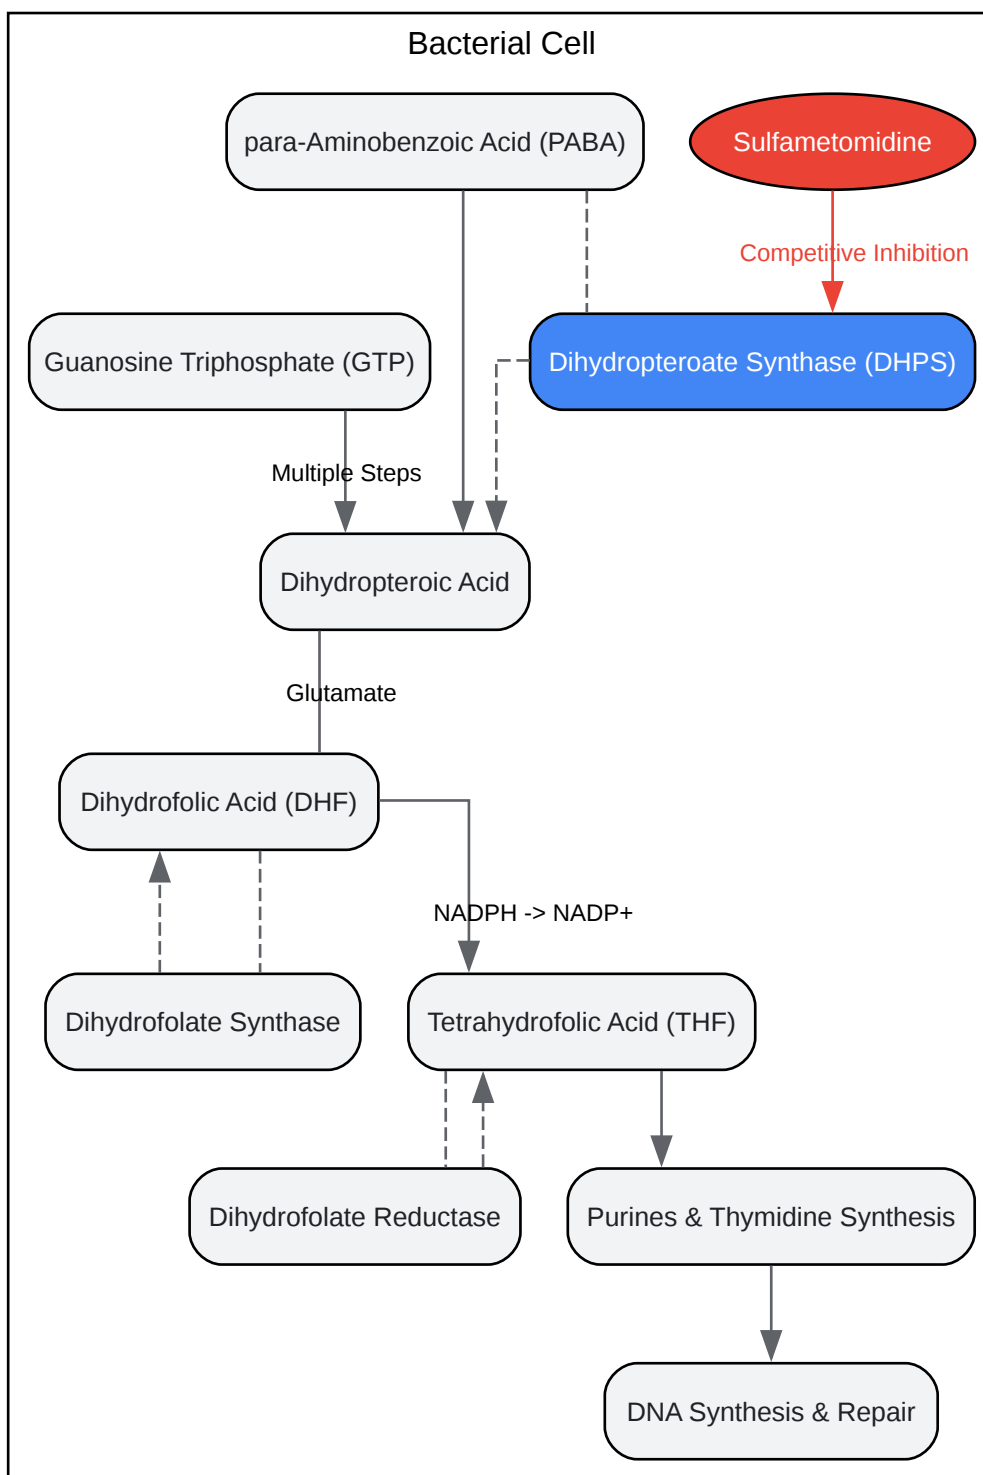 Bacterial Cell
para-Aminobenzoic Acid (PABA)
Sulfametomidine
Competitive Inhibition
Guanosine Triphosphate (GTP)
Dihydropteroate Synthase (DHPS)
Multiple Steps
Dihydropteroic Acid
Glutamate
Dihydrofolic Acid (DHF)
NADPH -> NADP+
Dihydrofolate Synthase
Tetrahydrofolic Acid (THF)
Dihydrofolate Reductase
Purines & Thymidine Synthesis
DNA Synthesis & Repair